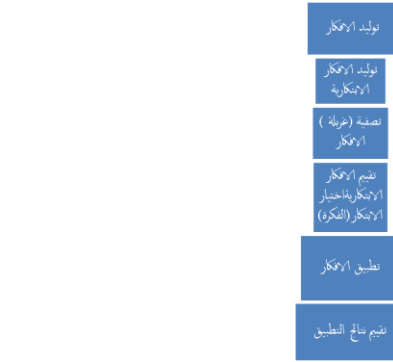 توليد الافكار
توليد الافكار
الابتكارية
تصفية (غربلة )
الافكار
تقييم الافكار
الابتكارية‌اختيار
الابتكار (الفكرة)
تطبيق الافكار
تقييم نتائج التطبيق